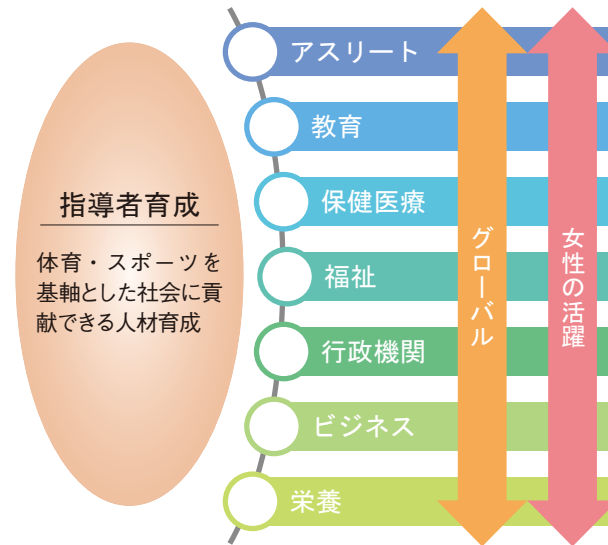 指導者育成
体育・スポーツを
基軸とした社会に貢
献できる人材育成
アスリート
教育
保健医療
福祉
行政機関
ビジネス
栄養
グローバル
女性の活躍